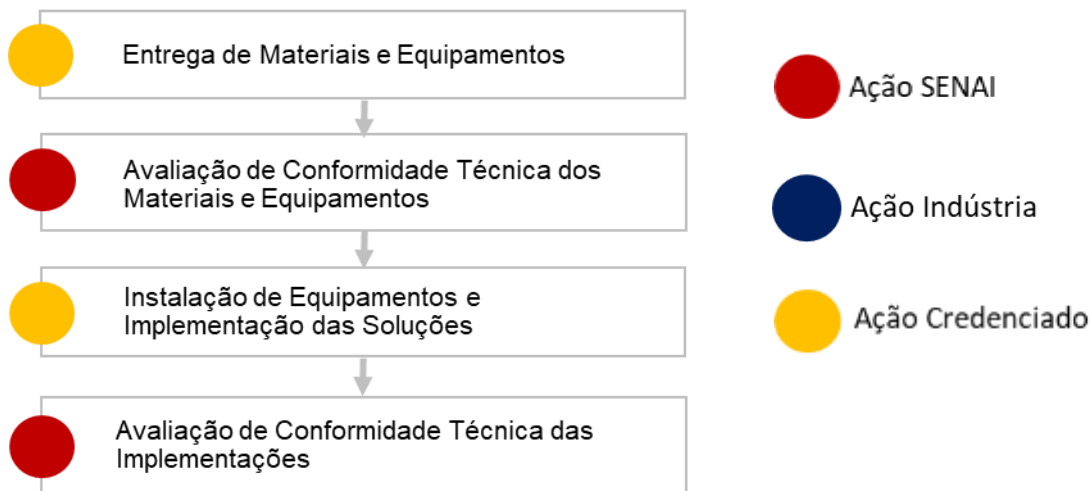 Entrega de Materiais e Equipamentos
Avaliação de Conformidade Técnica dos
Materiais e Equipamentos
Instalação de Equipamentos e
Implementação das Soluções
Avaliação de Conformidade Técnica das
Implementações
Ação SENAI
Ação Indústria
Ação Credenciado